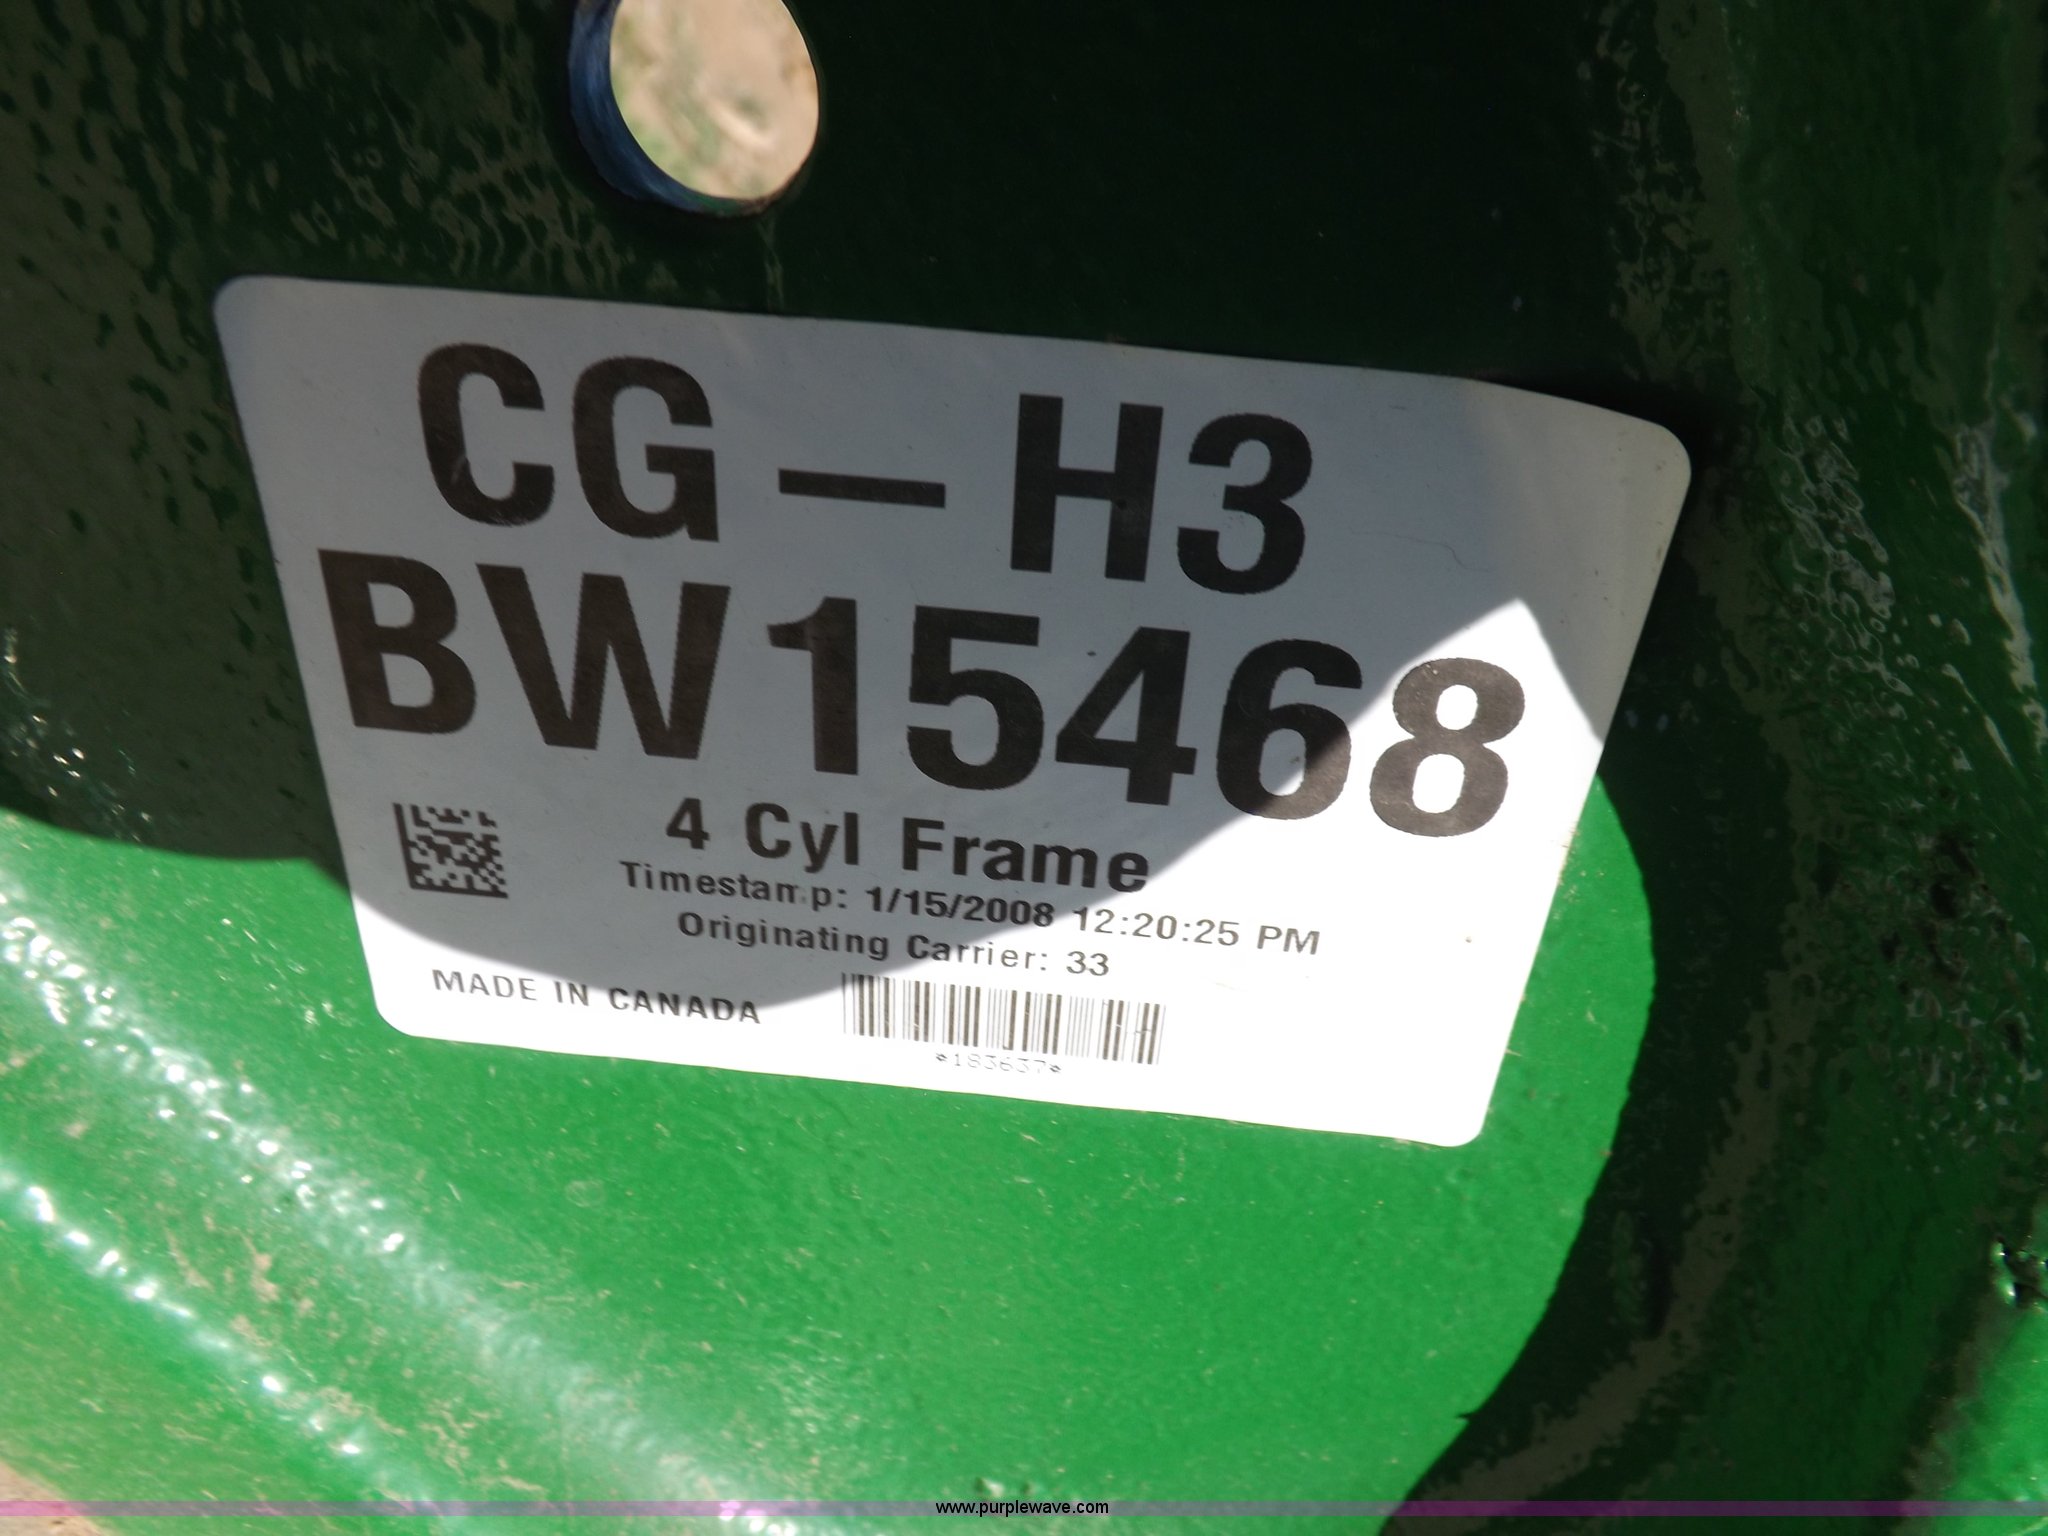 CG – H3
BW15468
4 Cyl Frame
Timestamp: 1/15/2008 12:20:25 PM
Originating Carrier: 33
MADE IN CANADA
*183637*
www.purplewave.com